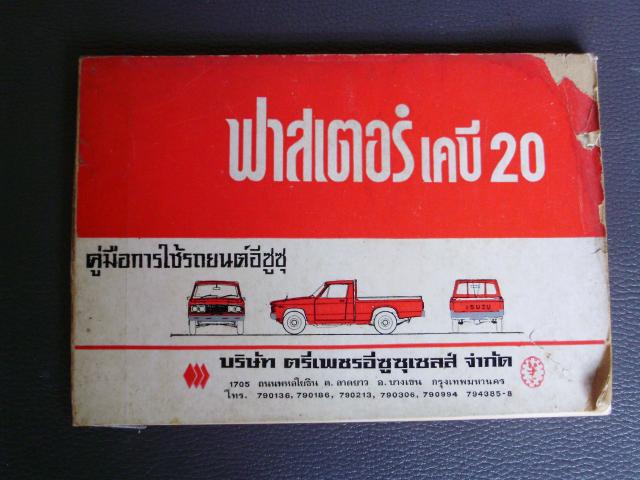 ฟาสเตอร์ เคบี 20
คู่มือการใช้รถยนต์อีซูซุ
ISUZU
บริษัท ตรีเพชรอีซูซุเซลส์ จำกัด
1705 ถนนพหลโยธิน ต. ลาดยาว อ. บางเขน กรุงเทพมหานคร
โทร. 790136, 790186, 790213, 790306, 790994 794385-8